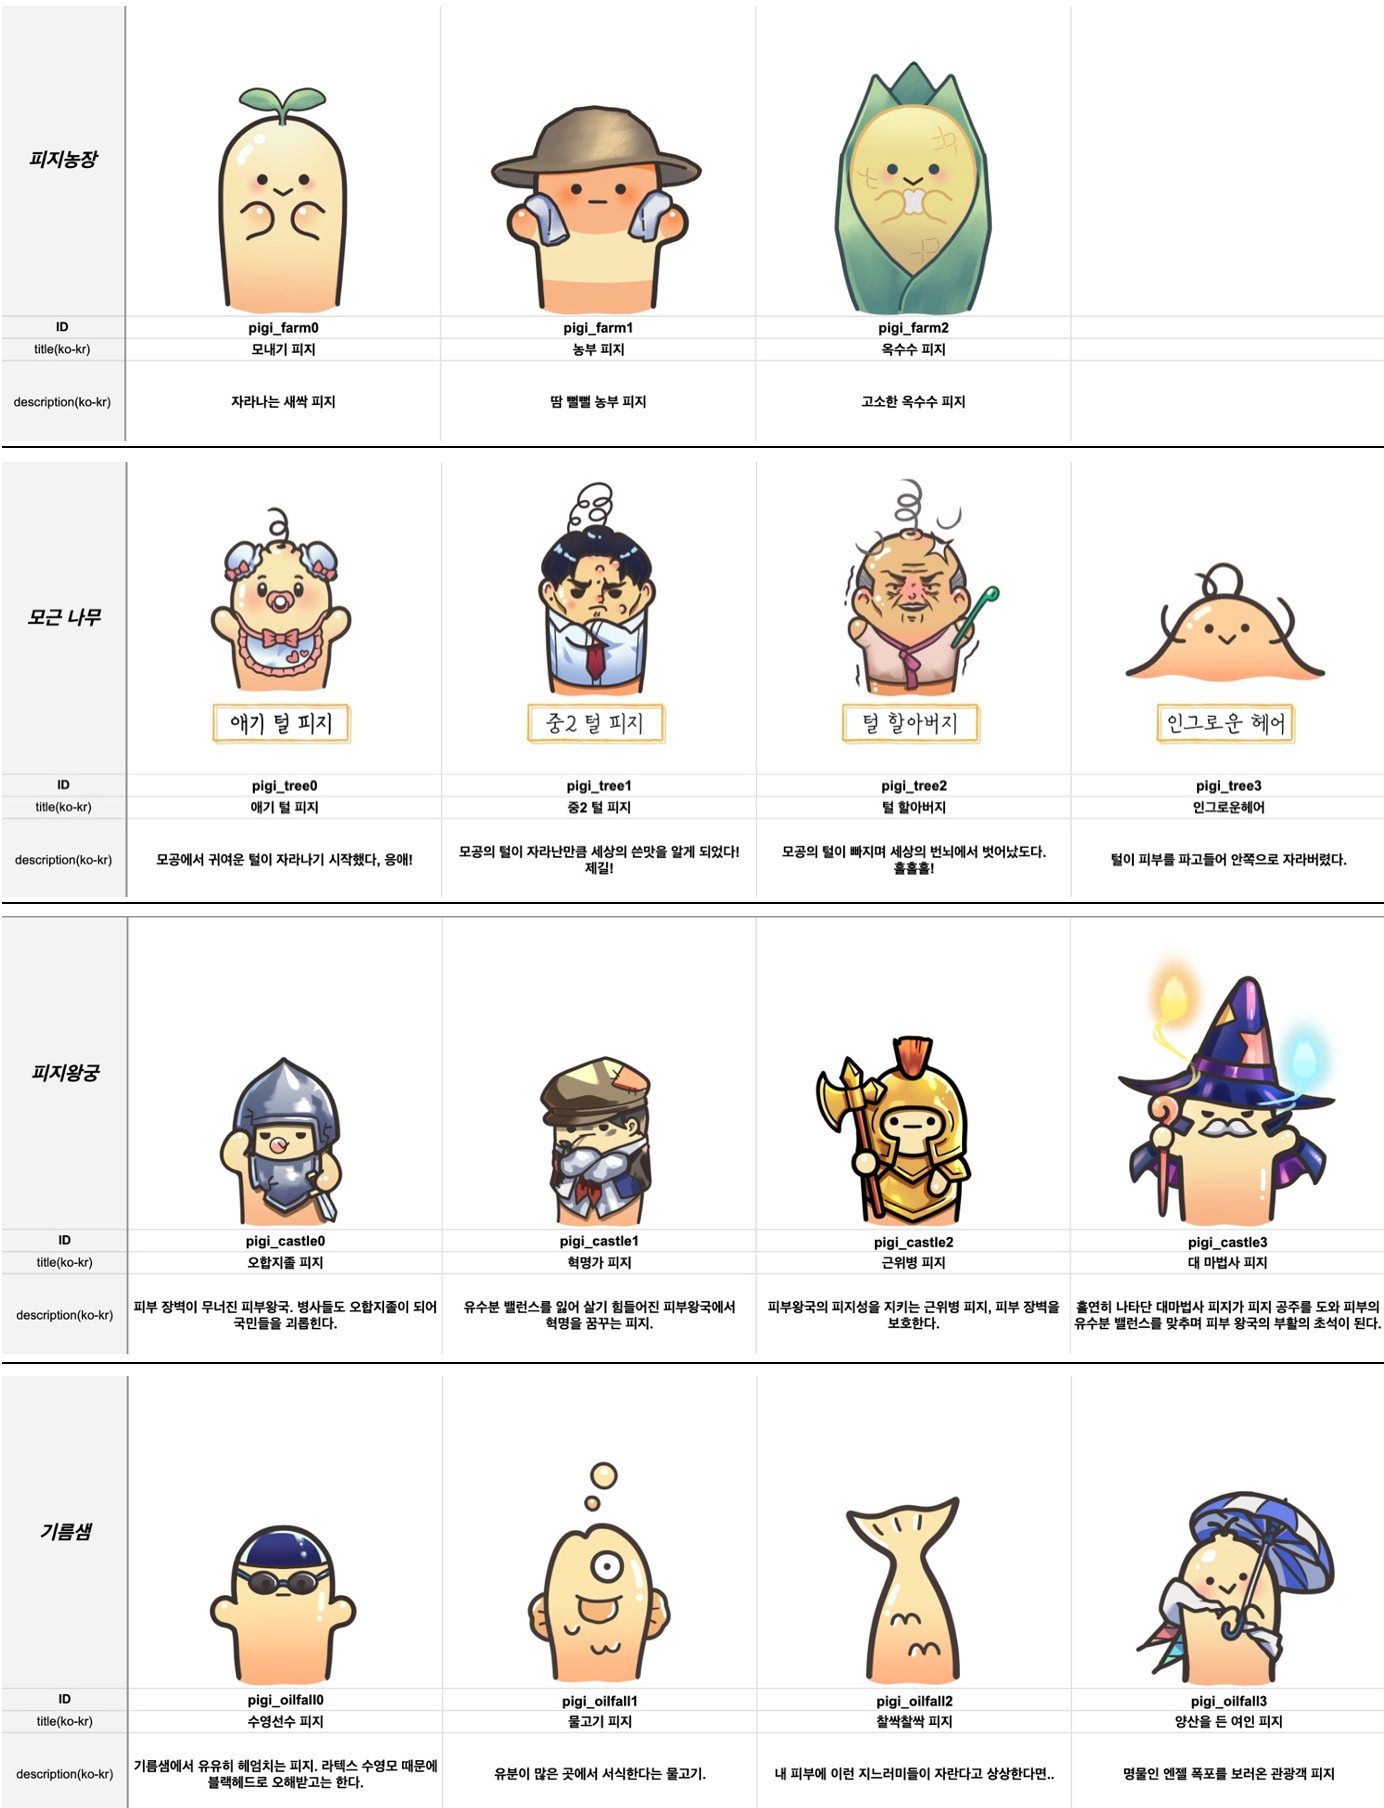 피지농장
ID
pigi_farm0
pigi_farm1
pigi_farm2
title(ko-kr)
모내기 피지
농부 피지
옥수수 피지
description(ko-kr)
자라나는 새싹 피지
땀 뻘뻘 농부 피지
고소한 옥수수 피지
모근 나무
애기 털 피지
중2 털 피지
털 할아버지
인그로운 헤어
ID
pigi_tree0
pigi_tree1
pigi_tree2
pigi_tree3
title(ko-kr)
애기 털 피지
중2 털 피지
털 할아버지
인그로운헤어
description(ko-kr)
모공에서 귀여운 털이 자라나기 시작했다, 응애!
모공의 털이 자라난만큼 세상의 쓴맛을 알게 되었다!
제길!
모공의 털이 빠지며 세상의 번뇌에서 벗어났도다.
홀홀홀!
털이 피부를 파고들어 안쪽으로 자라버렸다.
피지왕궁
ID
pigi_castle0
pigi_castle1
pigi_castle2
pigi_castle3
title(ko-kr)
오합지졸 피지
혁명가 피지
근위병 피지
대 마법사 피지
description(ko-kr)
피부 장벽이 무너진 피부왕국. 병사들도 오합지졸이 되어
국민들을 괴롭힌다.
유수분 밸런스를 잃어 살기 힘들어진 피부왕국에서
혁명을 꿈꾸는 피지.
피부왕국의 피지성을 지키는 근위병 피지, 피부 장벽을
보호한다.
홀연히 나타단 대마법사 피지가 피지 공주를 도와 피부의
유수분 밸런스를 맞추며 피부 왕국의 부활의 초석이 된다.
기름샘
ID
pigi_oilfall0
pigi_oilfall1
pigi_oilfall2
pigi_oilfall3
title(ko-kr)
수영선수 피지
물고기 피지
찰싹찰싹 피지
양산을 든 여인 피지
description(ko-kr)
기름샘에서 유유히 헤엄치는 피지. 라텍스 수영모 때문에
블랙헤드로 오해받고는 한다.
유분이 많은 곳에서 서식한다는 물고기.
내 피부에 이런 지느러미들이 자란다고 상상한다면..
명물인 엔젤 폭포를 보러온 관광객 피지